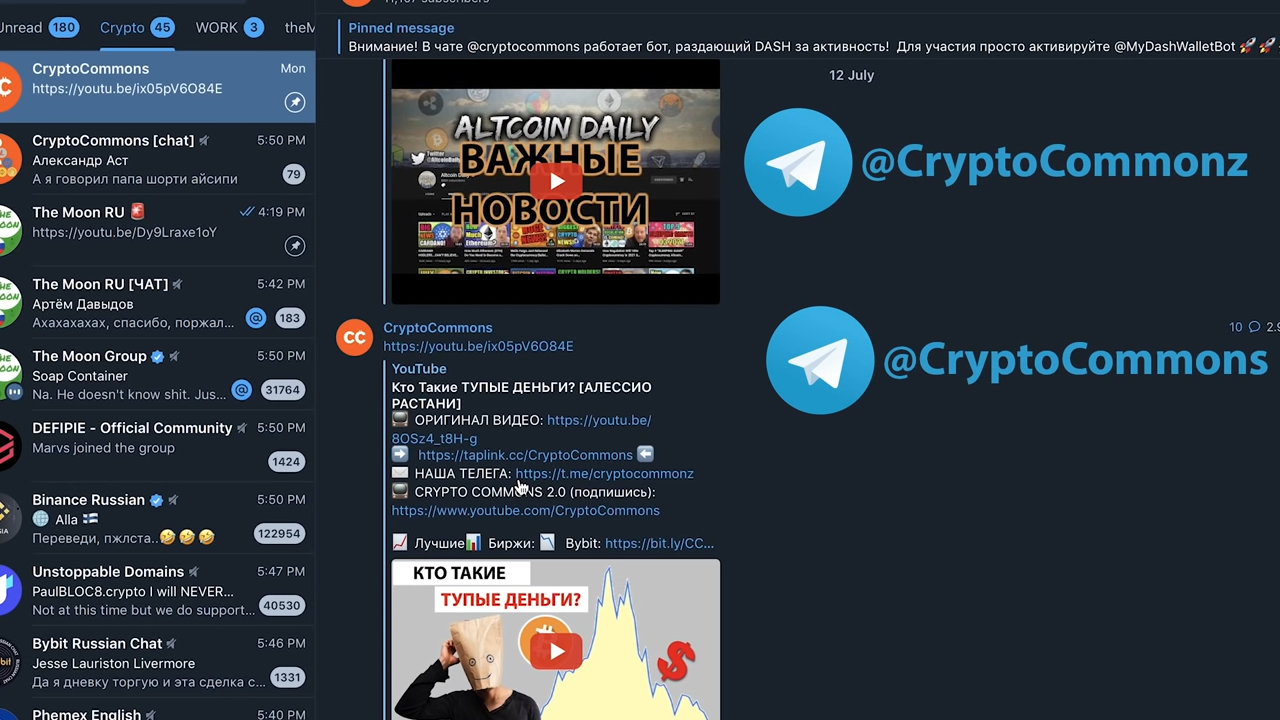 Unread 180 Crypto 45 WORK 3 theM
CryptoCommons Mon
https://youtu.be/ix05pV6O84E
CryptoCommons [chat] 5:50 PM
Александр Аст
А я говорил папа шорти айсипи 79
The Moon RU 🚨 4:19 PM
https://youtu.be/Dy9Lraxe1oY
The Moon RU [ЧАТ] 5:42 PM
Артём Давыдов
Ахахахахах, спасибо, поржал... @ 183
The Moon Group 5:50 PM
Soap Container
Na. He doesn't know shit. Jus... @ 31764
DEFIPIE - Official Community 5:50 PM
Marvs joined the group
1424
Binance Russian 5:50 PM
🌐 Alla 🇫🇮
Переведи, пжлста..🤣🤣🤣 122954
Unstoppable Domains 5:47 PM
PaulBLOC8.crypto I will NEVER...
Not at this time but we do support... 40530
Bybit Russian Chat 5:46 PM
Jesse Lauriston Livermore
Да я дневку торгую и эта сделка с... 1331
Phemex English 5:40 PM
Pinned message
Внимание! В чате @cryptocommons работает бот, раздающий DASH за активность! Для участия просто активируйте @MyDashWalletBot 🚀🚀
12 July
ALTCOIN DAILY
ВАЖНЫЕ
НОВОСТИ
@CryptoCommonz
CC CryptoCommons
https://youtu.be/ix05pV6O84E
10 2.9
YouTube
Кто Такие ТУПЫЕ ДЕНЬГИ? [АЛЕССИО
РАСТАНИ]
📺 ОРИГИНАЛ ВИДЕО: https://youtu.be/
8OSz4_t8H-g
➡️ https://taplink.cc/CryptoCommons ⬅️
✉️ НАША ТЕЛЕГА: https://t.me/cryptocommonz
📺 CRYPTO COMMONS 2.0 (подпишись):
https://www.youtube.com/CryptoCommons
📈 Лучшие📊 Биржи: 📉 Bybit: https://bit.ly/CC...
КТО ТАКИЕ
ТУПЫЕ ДЕНЬГИ?
@CryptoCommons